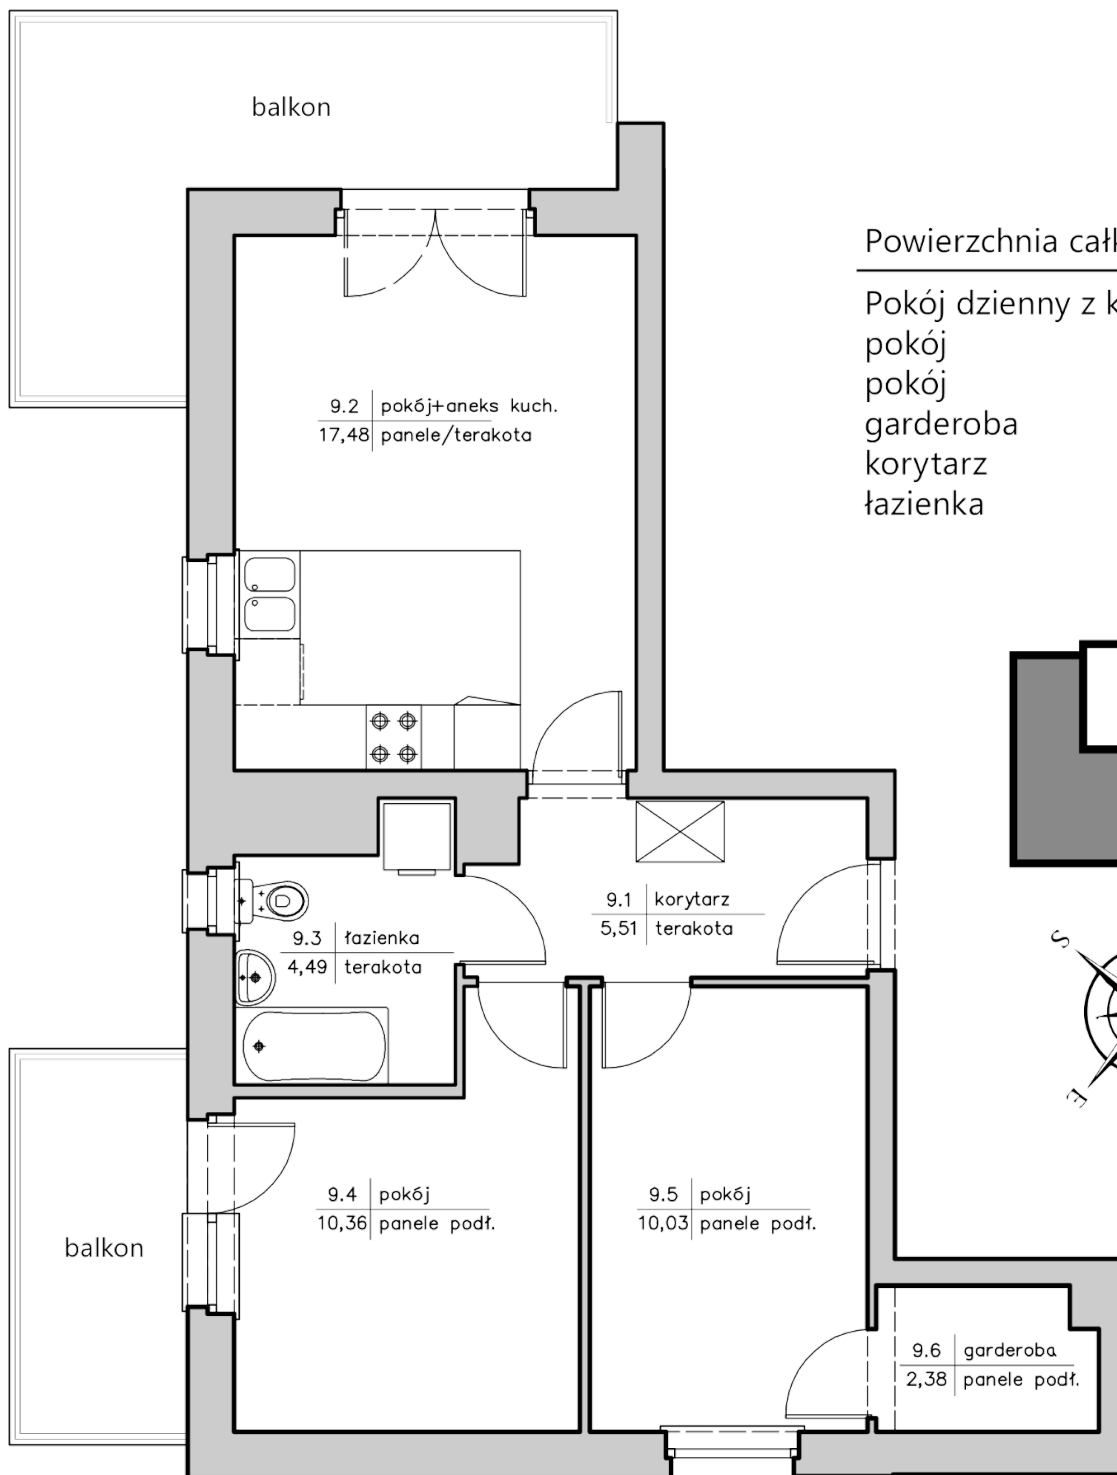 balkon
Powierzchnia cał
Pokój dzienny z k
pokój
pokój
garderoba
korytarz
łazienka
9.2 pokój+aneks kuch.
17,48 panele/terakota
9.1 korytarz
5,51 terakota
9.3 łazienka
4,49 terakota
S
E
9.4 pokój
10,36 panele podł.
9.5 pokój
10,03 panele podł.
balkon
9.6 garderoba
2,38 panele podł.